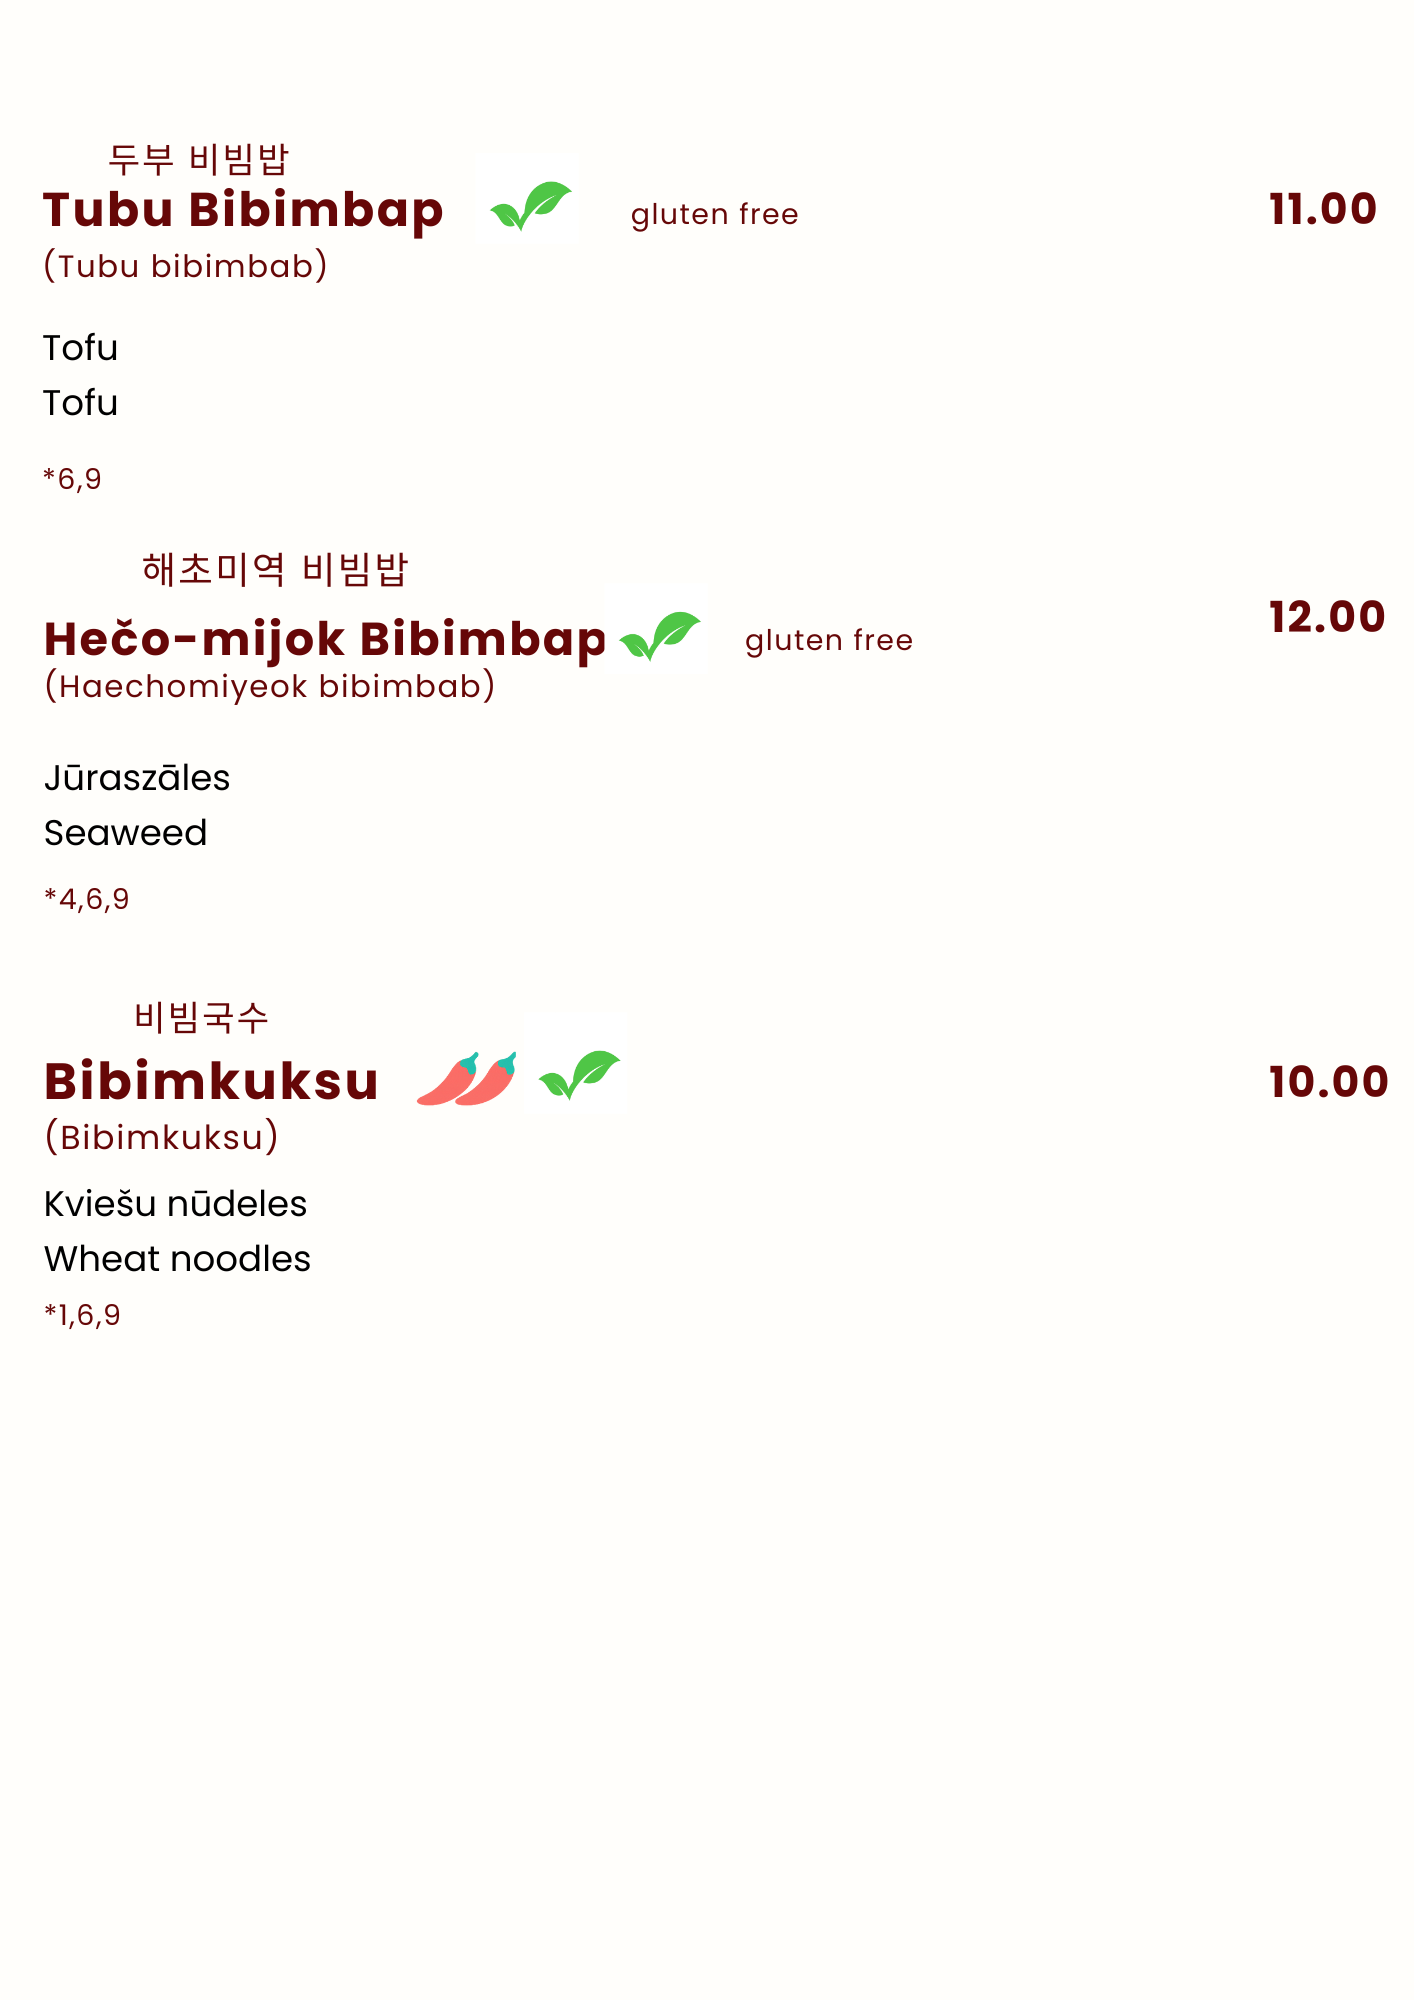 두부 비빔밥
Tubu Bibimbap gluten free 11.00
(Tubu bibimbab)
Tofu
Tofu
*6,9
해초미역 비빔밥
Hečo-mijok Bibimbap gluten free 12.00
(Haechomiyeok bibimbab)
Jūraszāles
Seaweed
*4,6,9
비빔국수
Bibimkuksu 10.00
(Bibimkuksu)
Kviešu nūdeles
Wheat noodles
*1,6,9